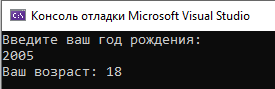 Консоль отладки Microsoft Visual Studio
Введите ваш год рождения:
2005
Ваш возраст: 18